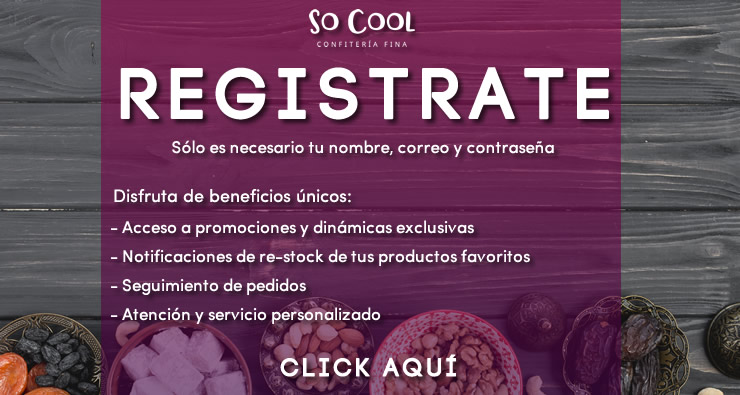 So Cool
CONFITERÍA FINA
REGISTRATE
Sólo es necesario tu nombre, correo y contraseña
Disfruta de beneficios únicos:
- Acceso a promociones y dinámicas exclusivas
- Notificaciones de re-stock de tus productos favoritos
- Seguimiento de pedidos
- Atención y servicio personalizado
CLICK AQUÍ